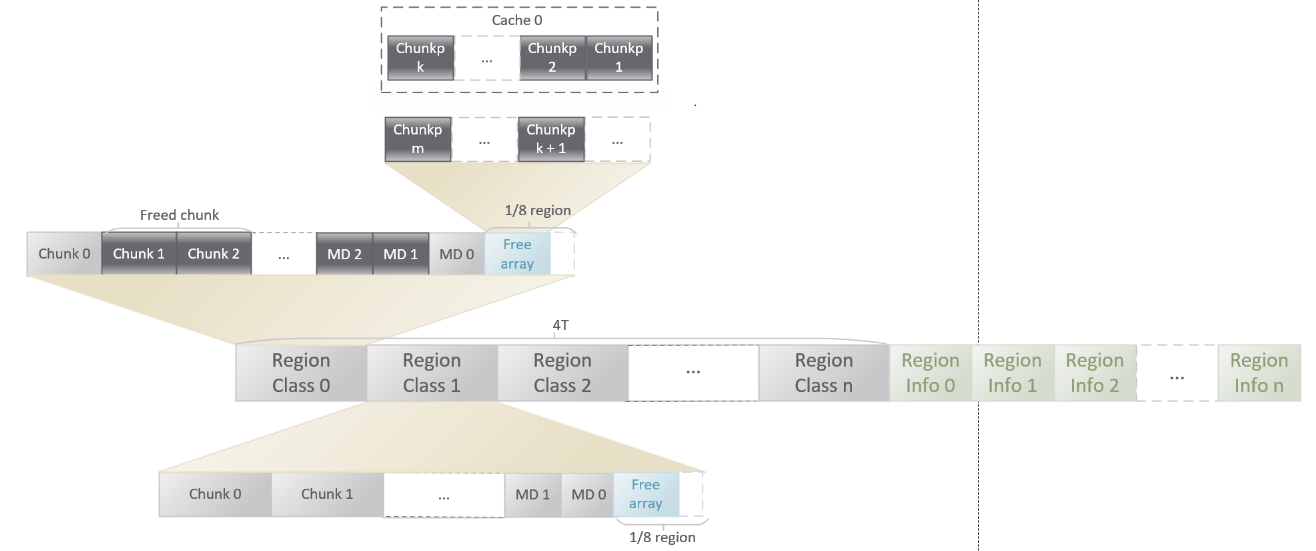 Cache 0
Chunkp
k
...
Chunkp
2
Chunkp
1
Chunkp
m
...
Chunkp
k + 1
...
Freed chunk
1/8 region
Chunk 0
Chunk 1
Chunk 2
...
MD 2
MD 1
MD 0
Free
array
4T
Region
Class 0
Region
Class 1
Region
Class 2
...
Region
Class n
Region
Info 0
Region
Info 1
Region
Info 2
...
Region
Info n
Chunk 0
Chunk 1
...
MD 1
MD 0
Free
array
1/8 region